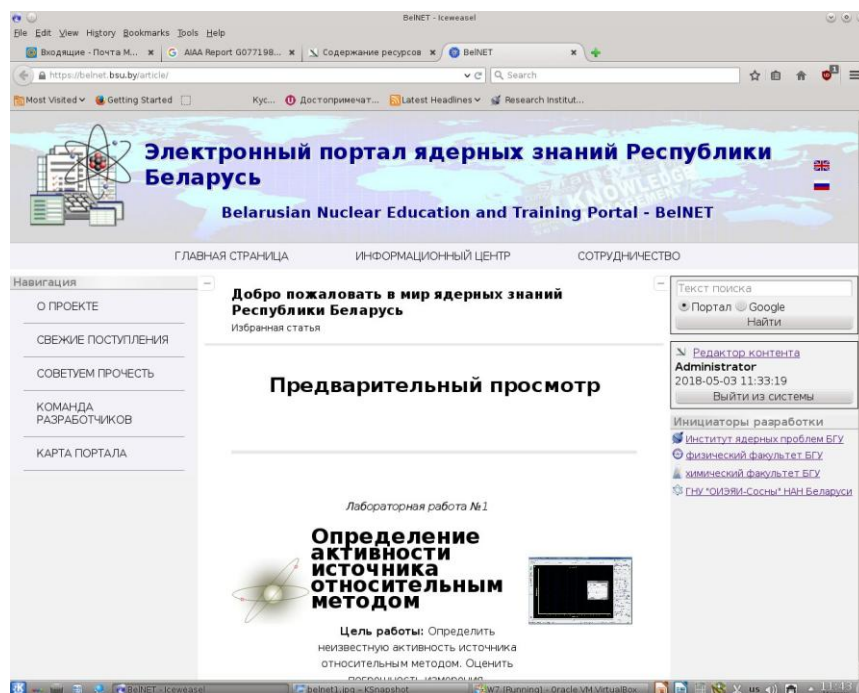 BelNET - Iceweasel
File Edit View History Bookmarks Tools Help
Входящие - Почта М... × AIAA Report G077198... × Содержание ресурсов × BelNET ×
https://belnet.bsu.by/article/ Search
Most Visited Getting Started Кус... Достопримечат... Latest Headlines Research Institut...
Электронный портал ядерных знаний Республики
Беларусь
Belarusian Nuclear Education and Training Portal - BelNET
ГЛАВНАЯ СТРАНИЦА ИНФОРМАЦИОННЫЙ ЦЕНТР СОТРУДНИЧЕСТВО
Навигация
О ПРОЕКТЕ
СВЕЖИЕ ПОСТУПЛЕНИЯ
СОВЕТУЕМ ПРОЧЕСТЬ
КОМАНДА
РАЗРАБОТЧИКОВ
КАРТА ПОРТАЛА
Добро пожаловать в мир ядерных знаний
Республики Беларусь
Избранная статья
Предварительный просмотр
Лабораторная работа №1
Определение
активности
источника
относительным
методом
Цель работы: Определить
неизвестную активность источника
относительным методом. Оценить
погрешность измерения
Текст поиска
Портал Google
Найти
Редактор контента
Administrator
2018-05-03 11:33:19
Выйти из системы
Инициаторы разработки
Институт ядерных проблем БГУ
физический факультет БГУ
химический факультет БГУ
ГНУ "ОИЭЯИ-Сосны" НАН Беларуси
BelNET - Iceweasel belnet1.jpg - KSnapshot W7 [Running] - Oracle VM VirtualBox us